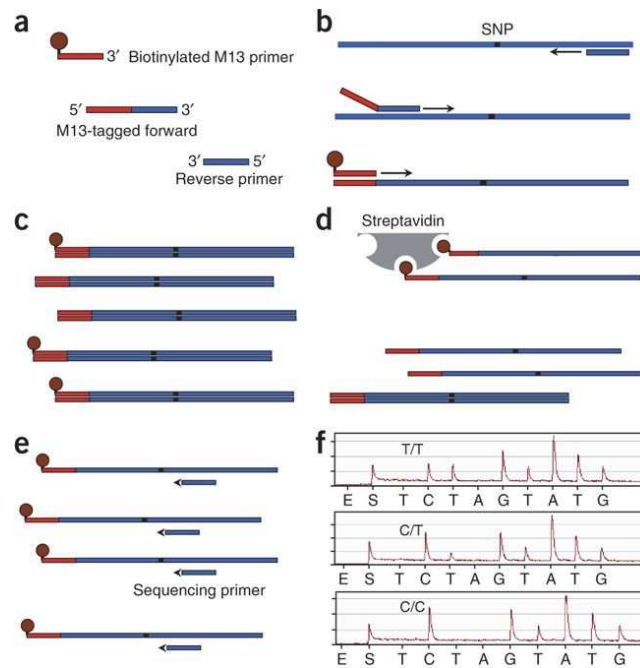 a
3′ Biotinylated M13 primer
5′ 3′
M13-tagged forward
3′ 5′
Reverse primer
b
SNP
c
d
Streptavidin
e
Sequencing primer
f
T/T
E S T C T A G T A T G
C/T
E S T C T A G T A T G
C/C
E S T C T A G T A T G